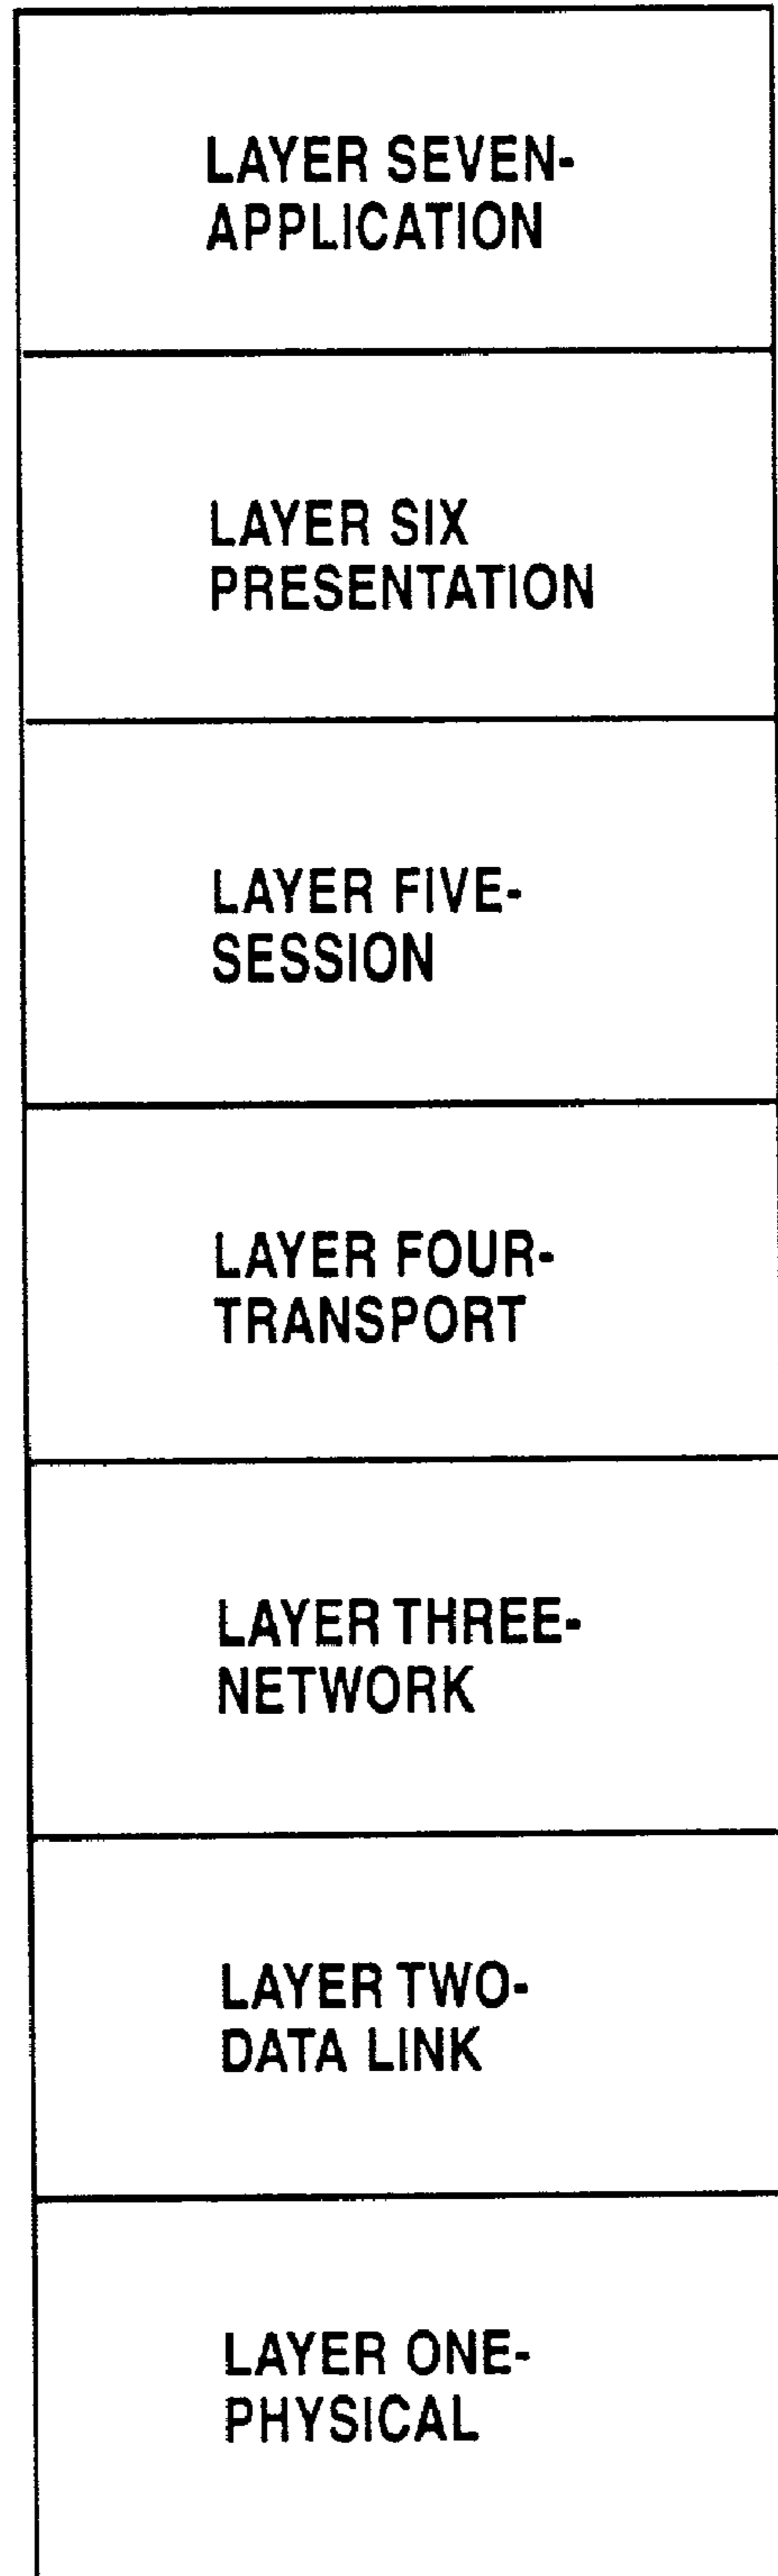 LAYER SEVEN-
APPLICATION
LAYER SIX
PRESENTATION
LAYER FIVE-
SESSION
LAYER FOUR-
TRANSPORT
LAYER THREE-
NETWORK
LAYER TWO-
DATA LINK
LAYER ONE-
PHYSICAL